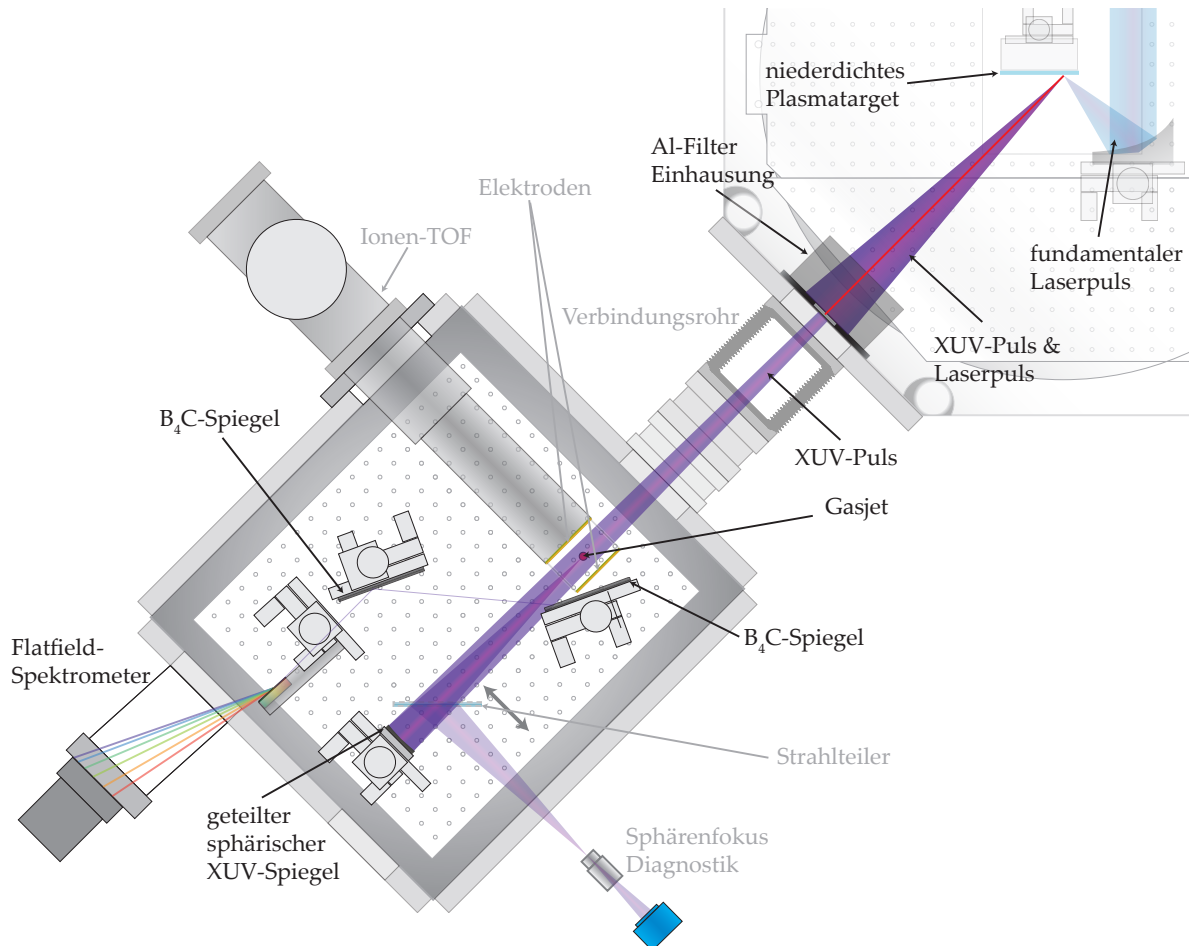 niederdichtes
Plasmatarget
Al-Filter
Einhausung
Elektroden
Ionen-TOF
fundamentaler
Laserpuls
Verbindungsrohr
XUV-Puls &
Laserpuls
B₄C-Spiegel
XUV-Puls
Gasjet
B₄C-Spiegel
Flatfield-
Spektrometer
Strahlteiler
geteilter
sphärischer
XUV-Spiegel
Sphärenfokus
Diagnostik